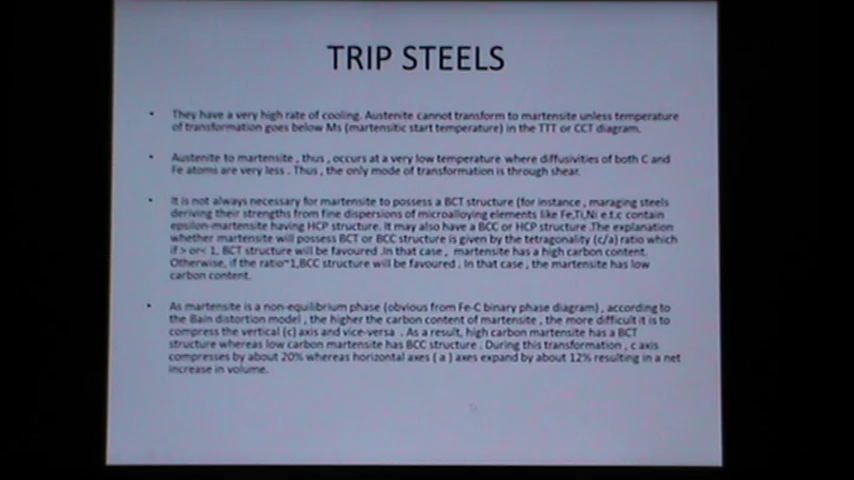 TRIP STEELS
• They have a very high rate of cooling. Austenite cannot transform to martensite unless temperature
of transformation goes below Ms (martensitic start temperature) in the TTT or CCT diagram.
• Austenite to martensite , thus , occurs at a very low temperature where diffusivities of both C and
Fe atoms are very less . Thus , the only mode of transformation is through shear.
• It is not always necessary for martensite to possess a BCT structure (for instance , maraging steels
deriving their strengths from fine dispersions of microalloying elements like Fe,Ti,Ni e.t.c contain
epsilon-martensite having HCP structure. It may also have a BCC or HCP structure .The explanation
whether martensite will possess BCT or BCC structure is given by the tetragonality (c/a) ratio which
if > or< 1, BCT structure will be favoured .In that case , martensite has a high carbon content.
Otherwise, if the ratio~1,BCC structure will be favoured . In that case , the martensite has low
carbon content.
• As martensite is a non-equilibrium phase (obvious from Fe-C binary phase diagram) , according to
the Bain distortion model , the higher the carbon content of martensite , the more difficult it is to
compress the vertical (c) axis and vice-versa . As a result, high carbon martensite has a BCT
structure whereas low carbon martensite has BCC structure . During this transformation , c axis
compresses by about 20% whereas horizontal axes ( a ) axes expand by about 12% resulting in a net
increase in volume.